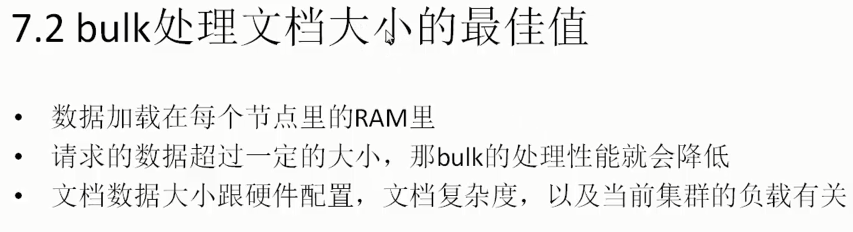 7.2 bulk处理文档大小的最佳值
• 数据加载在每个节点里的RAM里
• 请求的数据超过一定的大小，那bulk的处理性能就会降低
• 文档数据大小跟硬件配置，文档复杂度，以及当前集群的负载有关